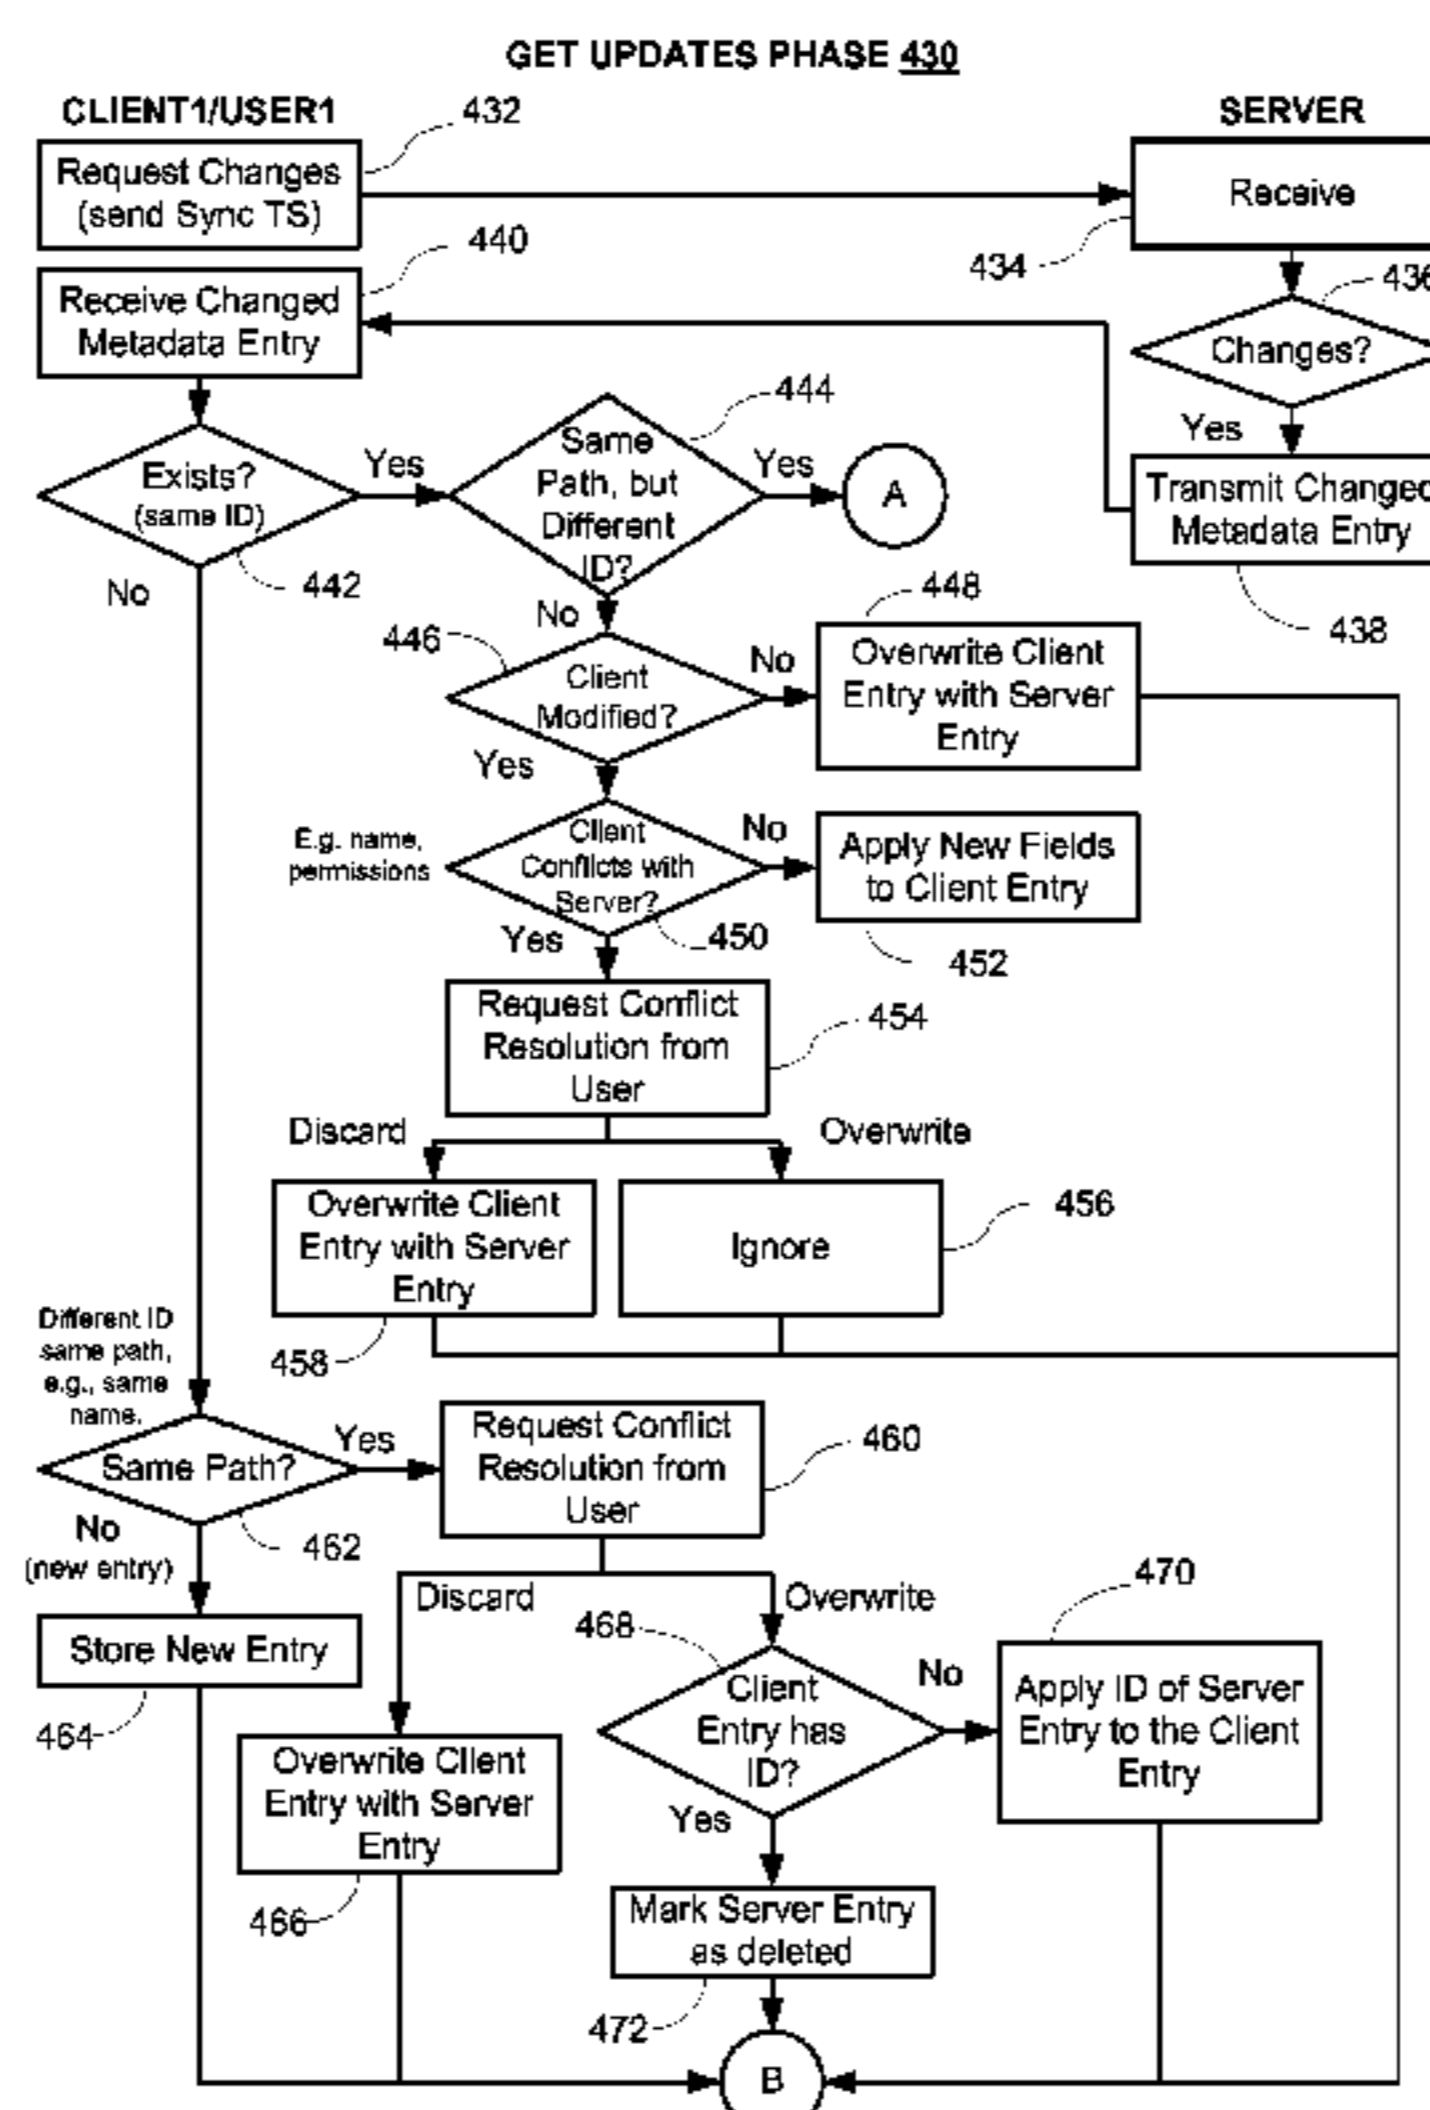 GET UPDATES PHASE 430
CLIENT1/USER1
432
SERVER
Request Changes
(send Sync TS)
Receive
434
440
436
Receive Changed
Metadata Entry
Changes?
Yes
444
Same
Path, but
Different
ID?
Yes
A
Exists?
(same ID)
Yes
442
No
Transmit Changed
Metadata Entry
438
No
446
Client
Modified?
No
448
Overwrite Client
Entry with Server
Entry
Yes
E.g. name,
permissions
Client
Conflicts with
Server?
No
Apply New Fields
to Client Entry
450
452
Yes
Request Conflict
Resolution from
User
454
Discard
Overwrite
Overwrite Client
Entry with Server
Entry
Ignore
456
458
Different ID
same path,
e.g., same
name.
Same Path?
Yes
Request Conflict
Resolution from
User
460
No
(new entry)
462
Discard
Overwrite
470
468
Store New Entry
464
Client
Entry has
ID?
No
Apply ID of Server
Entry to the Client
Entry
Overwrite Client
Entry with Server
Entry
466
Yes
Mark Server Entry
as deleted
472
B